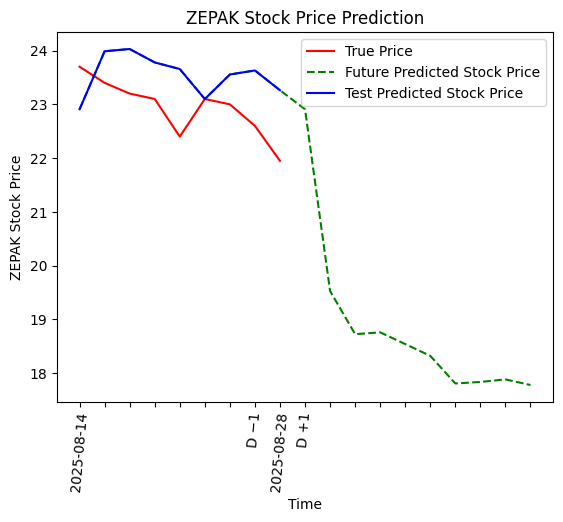 ZEPAK Stock Price Prediction
True Price
Future Predicted Stock Price
Test Predicted Stock Price
ZEPAK Stock Price
24
23
22
21
20
19
18
2025-08-14
D −1
2025-08-28
D +1
Time